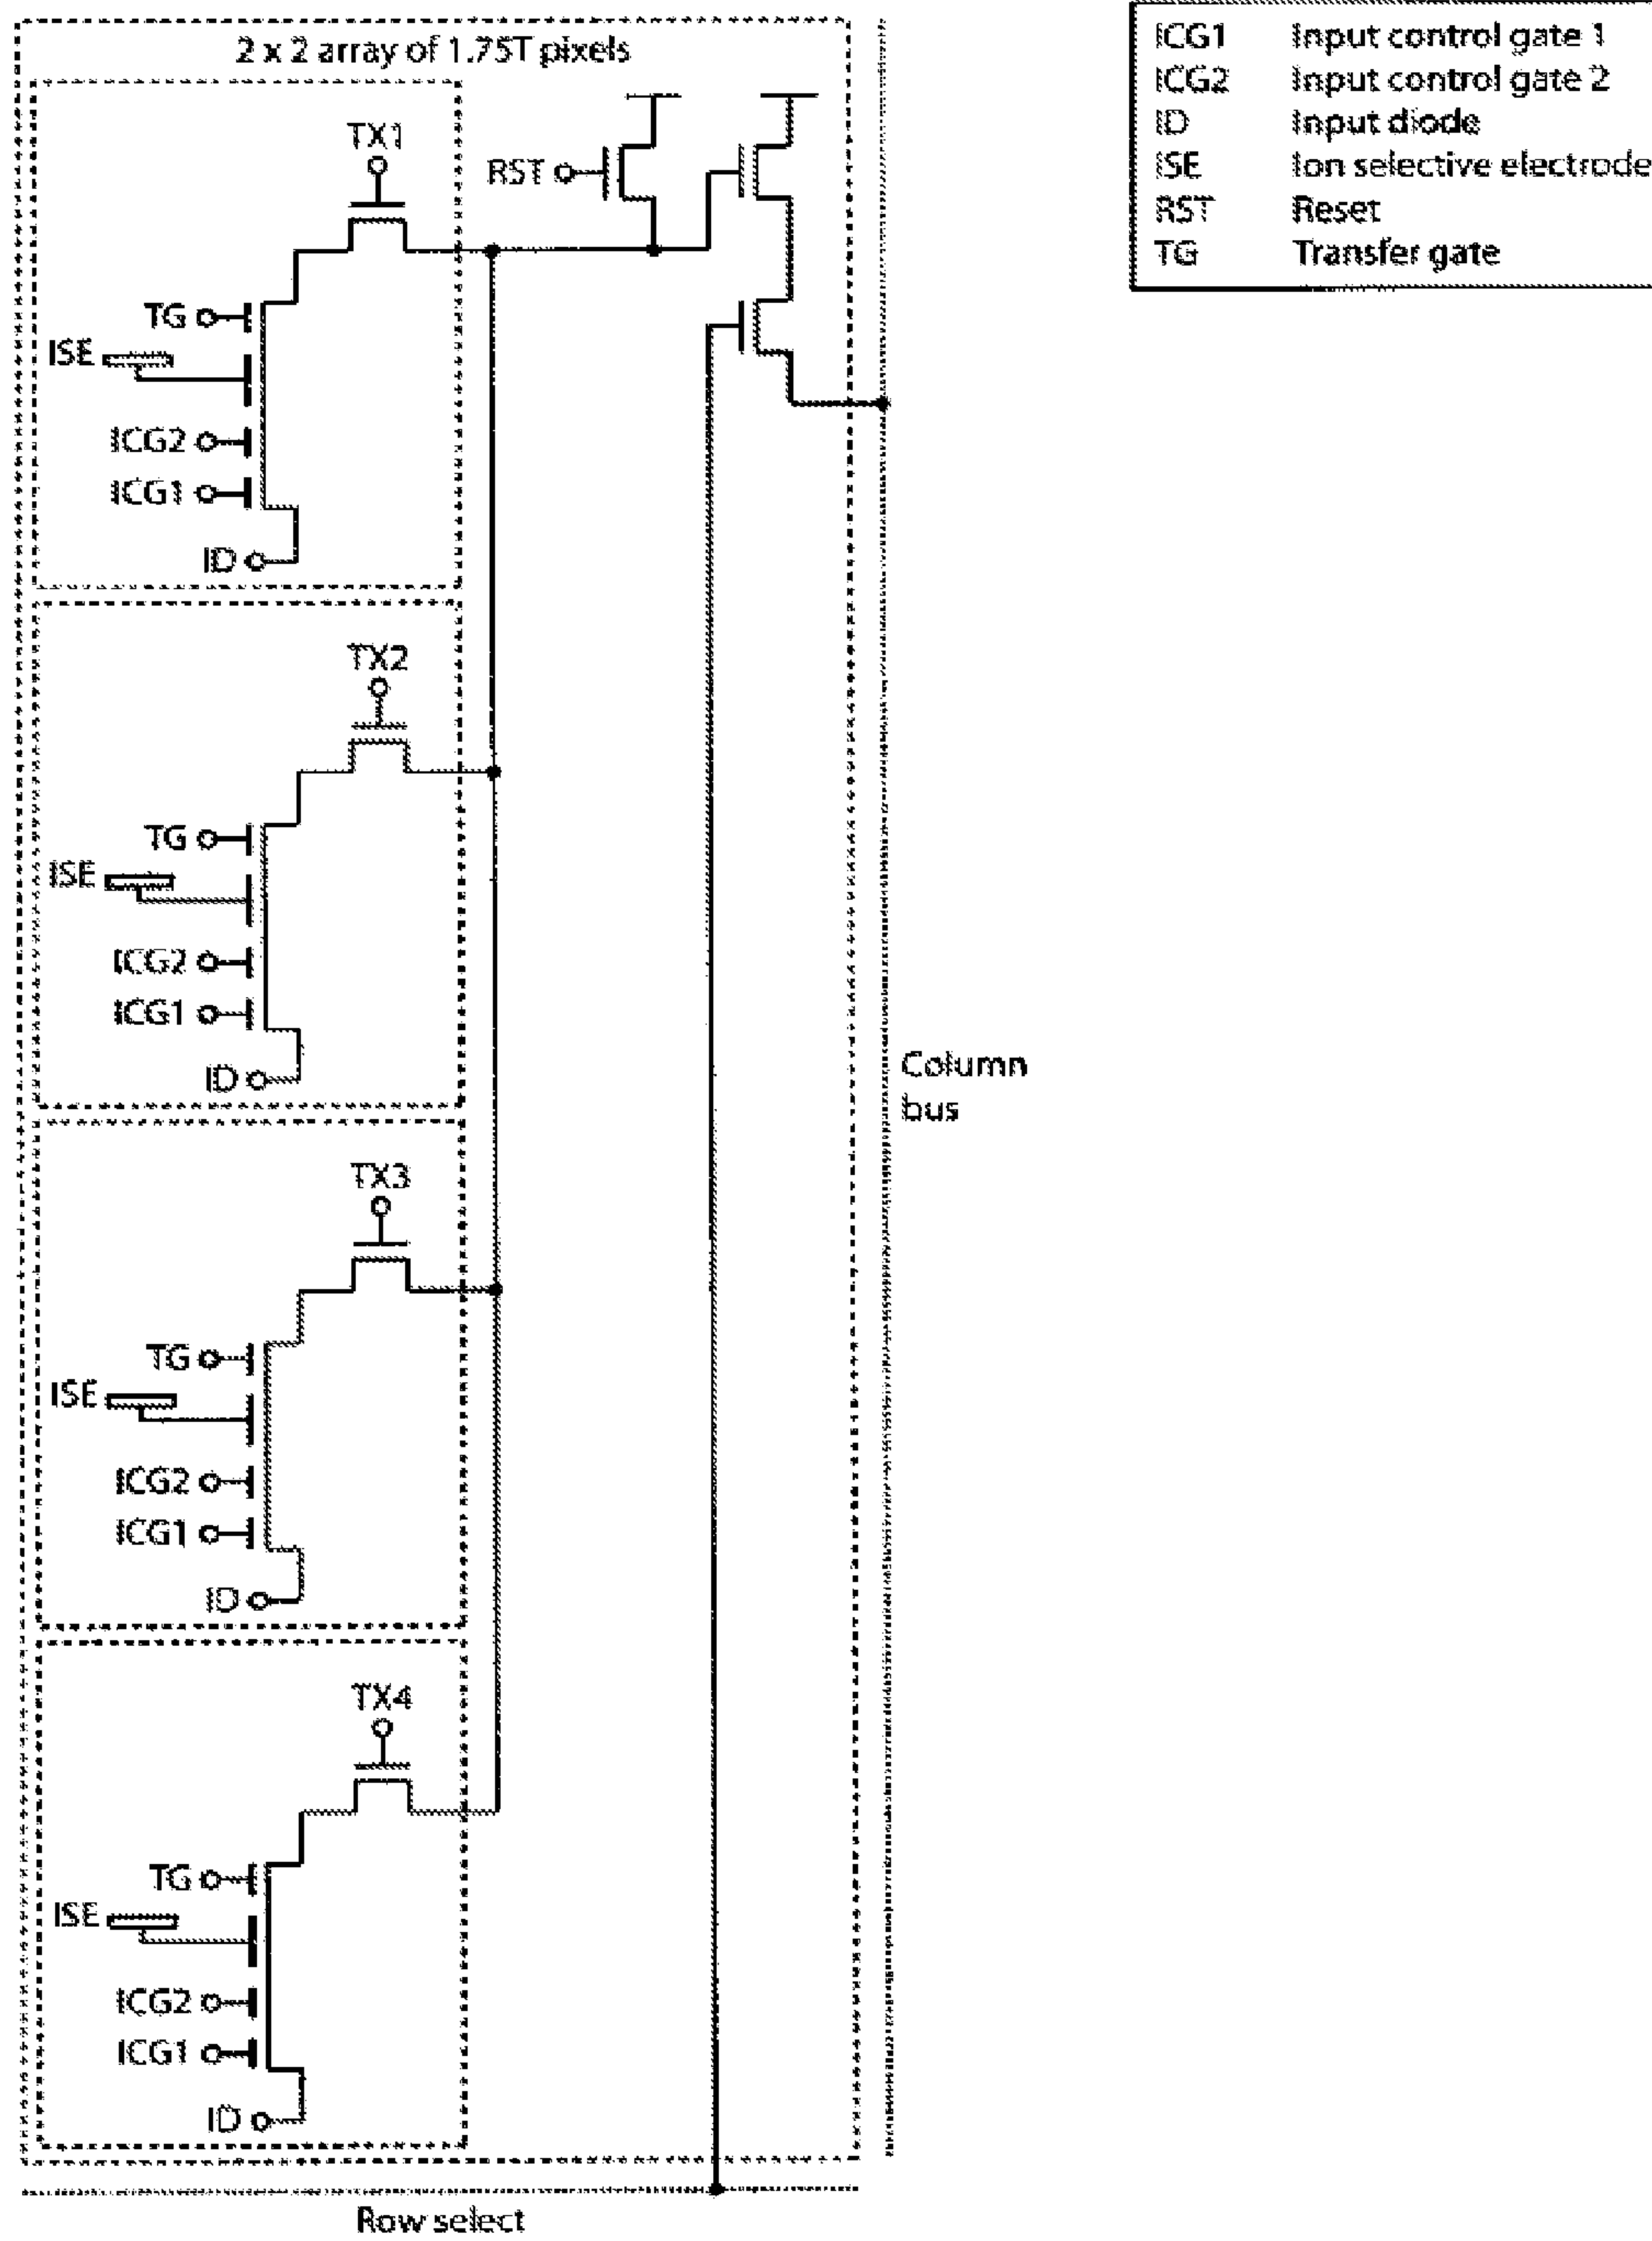 2 x 2 array of 1.75T pixels
ICG1 Input control gate 1
ICG2 Input control gate 2
ID Input diode
ISE Ion selective electrode
RST Reset
TG Transfer gate
TX1
RST
TG
ISE
ICG2
ICG1
ID
TX2
TG
ISE
ICG2
ICG1
ID
Column
bus
TX3
TG
ISE
ICG2
ICG1
ID
TX4
TG
ISE
ICG2
ICG1
ID
Row select